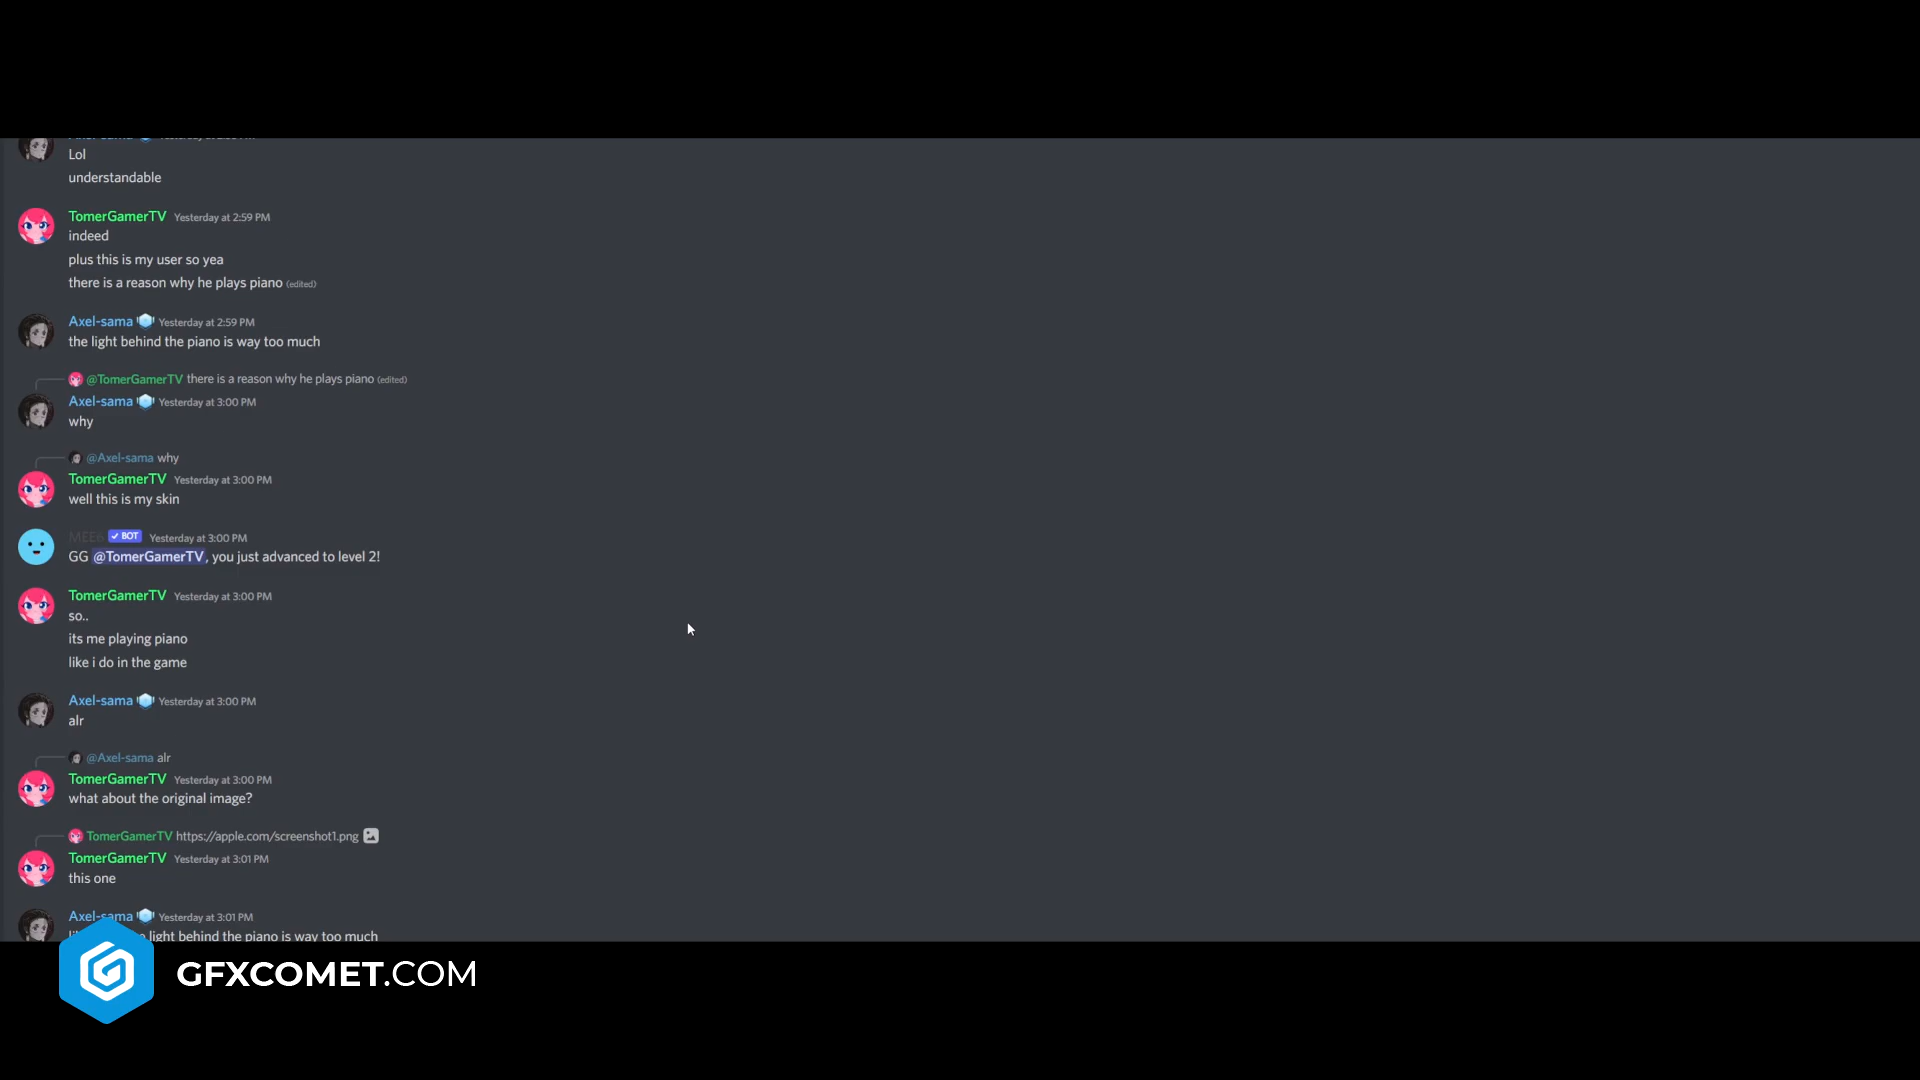 Lol
understandable
TomerGamerTV Yesterday at 2:59 PM
indeed
plus this is my user so yea
there is a reason why he plays piano (edited)
Axel-sama Yesterday at 2:59 PM
the light behind the piano is way too much
@TomerGamerTV there is a reason why he plays piano (edited)
Axel-sama Yesterday at 3:00 PM
why
@Axel-sama why
TomerGamerTV Yesterday at 3:00 PM
well this is my skin
MEE6 BOT Yesterday at 3:00 PM
GG @TomerGamerTV, you just advanced to level 2!
TomerGamerTV Yesterday at 3:00 PM
so..
its me playing piano
like i do in the game
Axel-sama Yesterday at 3:00 PM
alr
@Axel-sama alr
TomerGamerTV Yesterday at 3:00 PM
what about the original image?
TomerGamerTV https://apple.com/screenshot1.png
TomerGamerTV Yesterday at 3:01 PM
this one
Axel-sama Yesterday at 3:01 PM
light behind the piano is way too much
GFXCOMET.COM